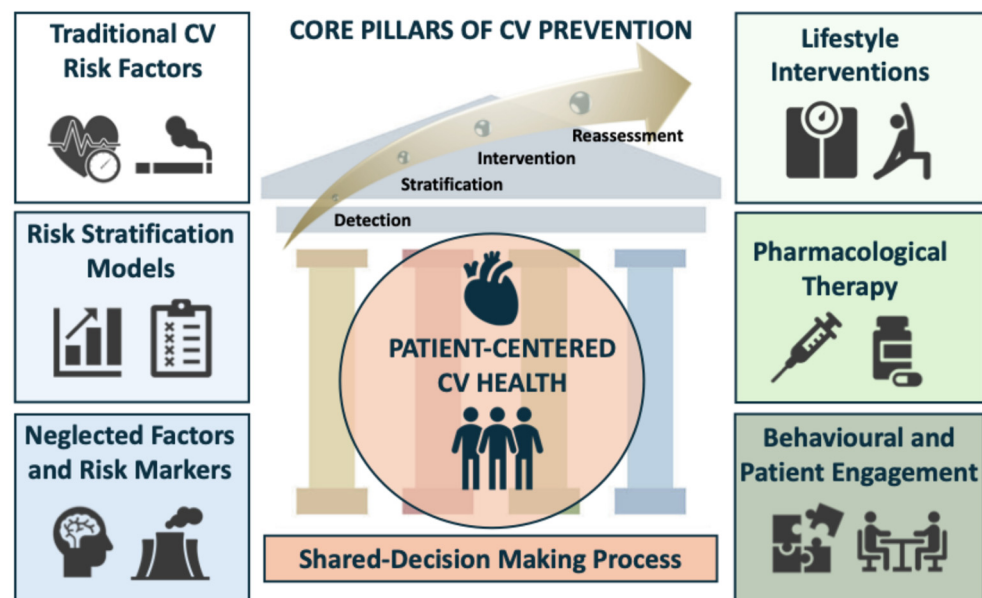 Traditional CV
Risk Factors
Risk Stratification
Models
Neglected Factors
and Risk Markers
CORE PILLARS OF CV PREVENTION
Reassessment
Intervention
Stratification
Detection
PATIENT-CENTERED
CV HEALTH
Shared-Decision Making Process
Lifestyle
Interventions
Pharmacological
Therapy
Behavioural and
Patient Engagement